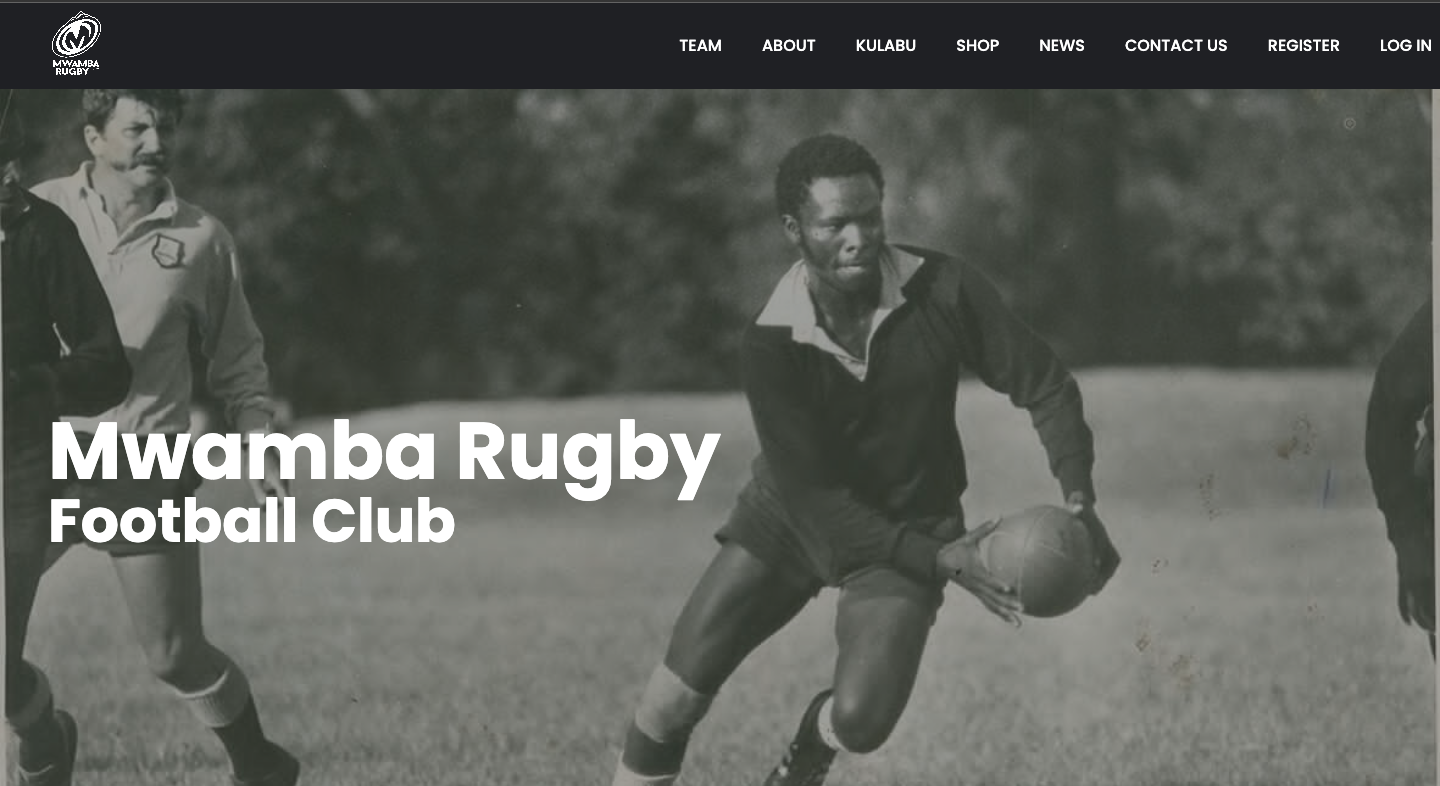 MWAMBA
RUGBY
TEAM
ABOUT
KULABU
SHOP
NEWS
CONTACT US
REGISTER
LOG IN
Mwamba Rugby
Football Club